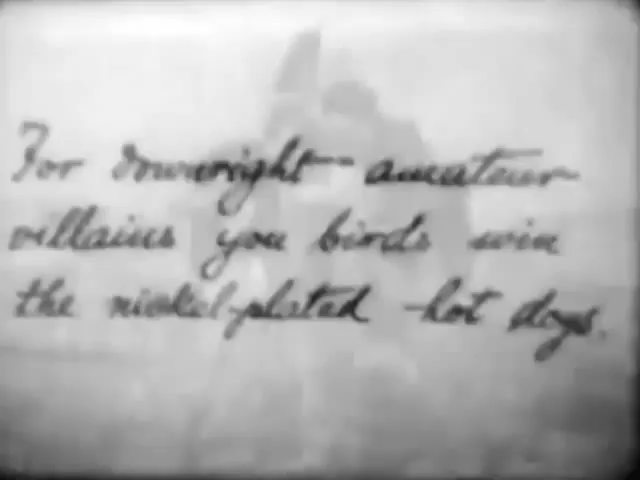 For downright amateur
villains you birds win
the nickel-plated hot dogs.